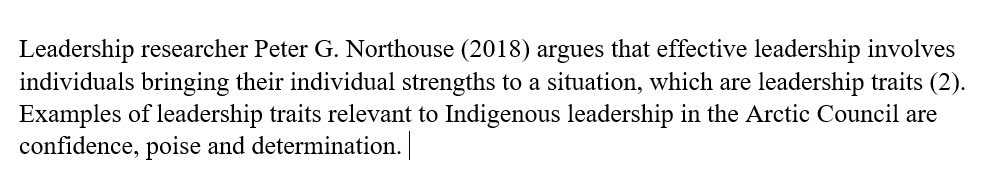 Leadership researcher Peter G. Northouse (2018) argues that effective leadership involves
individuals bringing their individual strengths to a situation, which are leadership traits (2).
Examples of leadership traits relevant to Indigenous leadership in the Arctic Council are
confidence, poise and determination.